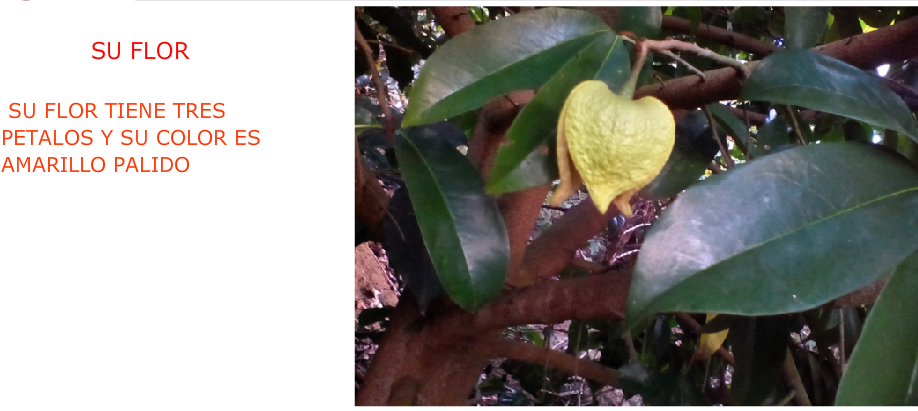 SU FLOR
SU FLOR TIENE TRES
PETALOS Y SU COLOR ES
AMARILLO PALIDO